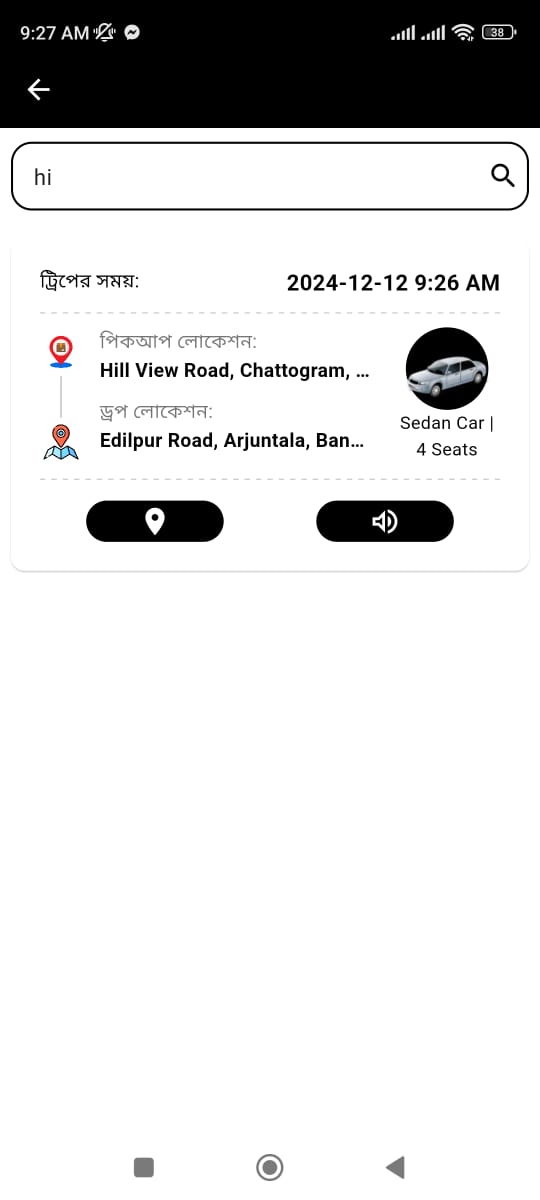 9:27 AM
38
hi
ট্রিপের সময়:
2024-12-12 9:26 AM
পিকআপ লোকেশন:
Hill View Road, Chattogram, ...
ড্রপ লোকেশন:
Edilpur Road, Arjuntala, Ban...
Sedan Car |
4 Seats